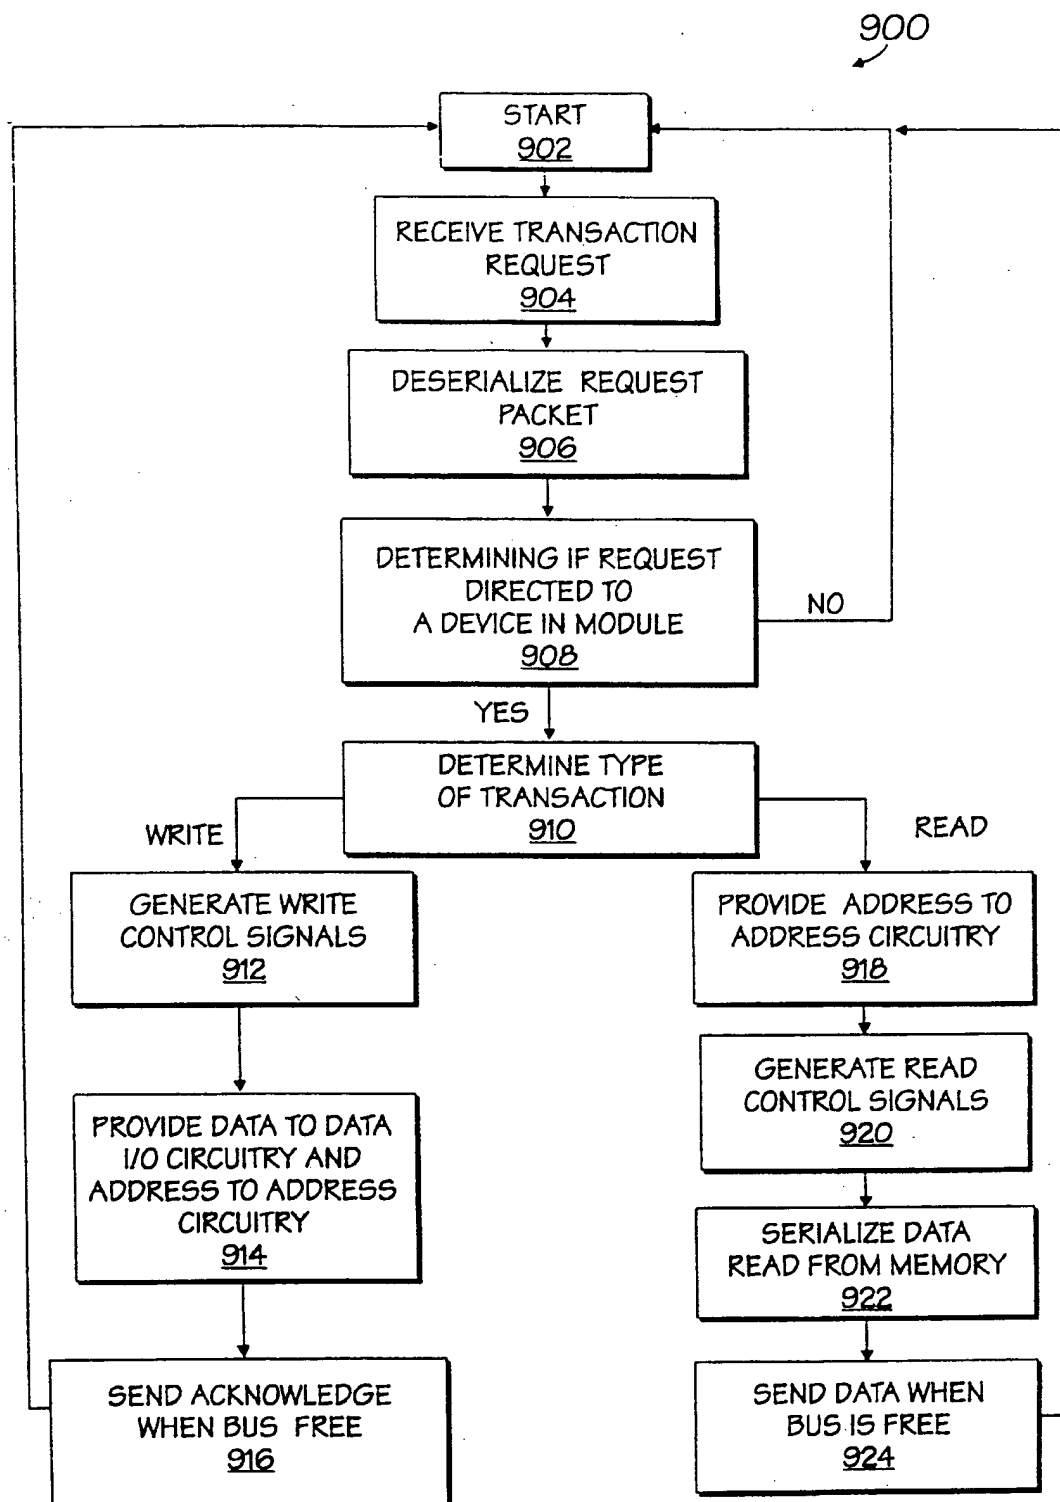 900
START
902
RECEIVE TRANSACTION
REQUEST
904
DESERIALIZE REQUEST
PACKET
906
DETERMINING IF REQUEST
DIRECTED TO
A DEVICE IN MODULE
908
NO
YES
DETERMINE TYPE
OF TRANSACTION
910
WRITE
READ
GENERATE WRITE
CONTROL SIGNALS
912
PROVIDE DATA TO DATA
I/O CIRCUITRY AND
ADDRESS TO ADDRESS
CIRCUITRY
914
SEND ACKNOWLEDGE
WHEN BUS FREE
916
PROVIDE ADDRESS TO
ADDRESS CIRCUITRY
918
GENERATE READ
CONTROL SIGNALS
920
SERIALIZE DATA
READ FROM MEMORY
922
SEND DATA WHEN
BUS IS FREE
924